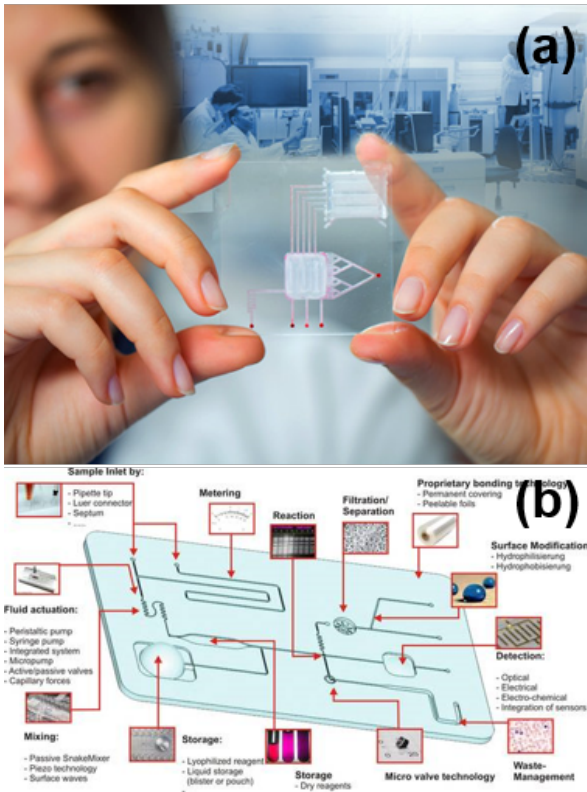 (a)
(b)
Sample Inlet by:
- Pipette tip
- Luer connector
- Septum
- .....
Metering
Reaction
Filtration/
Separation
Proprietary bonding technology
- Permanent covering
- Peelable foils
Surface Modification
- Hydrophilisierung
- Hydrophobisierung
Fluid actuation:
- Peristaltic pump
- Syringe pump
- Integrated system
- Micropump
- Active/passive valves
- Capillary forces
Detection:
- Optical
- Electrical
- Electro-chemical
- Integration of sensors
Mixing:
- Passive SnakeMixer
- Piezo technology
- Surface waves
Storage:
- Lyophilized reagent
- Liquid storage
(blister or pouch)
-
Storage
- Dry reagents
Micro valve technology
Waste-
Management